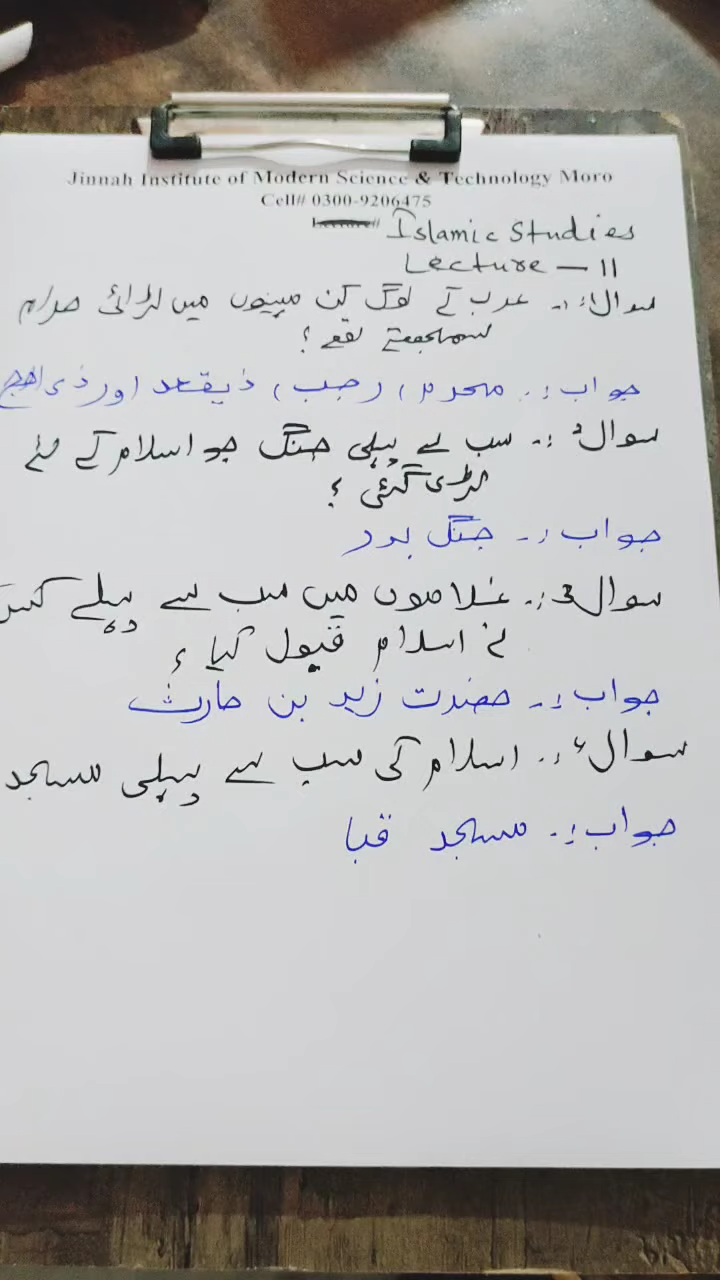 Jinnah Institute of Modern Science & Technology Moro
Cell# 0300-9206475
Islamic Studies
Lecture - 11
سوال 1:۔ عرب کے لوگ کن مہینوں میں لڑائی حرام
سمجھتے تھے؟
جواب:۔ محرم، رجب، ذیقعد اور ذی الحج
سوال 2:۔ سب سے پہلی جنگ جو اسلام کے لئے
لڑی گئی؟
جواب:۔ جنگ بدر
سوال 3:۔ غلاموں میں سب سے پہلے کس
نے اسلام قبول کیا؟
جواب:۔ حضرت زید بن حارث
سوال ۴:۔ اسلام کی سب سے پہلی مسجد
جواب:۔ مسجد قبا